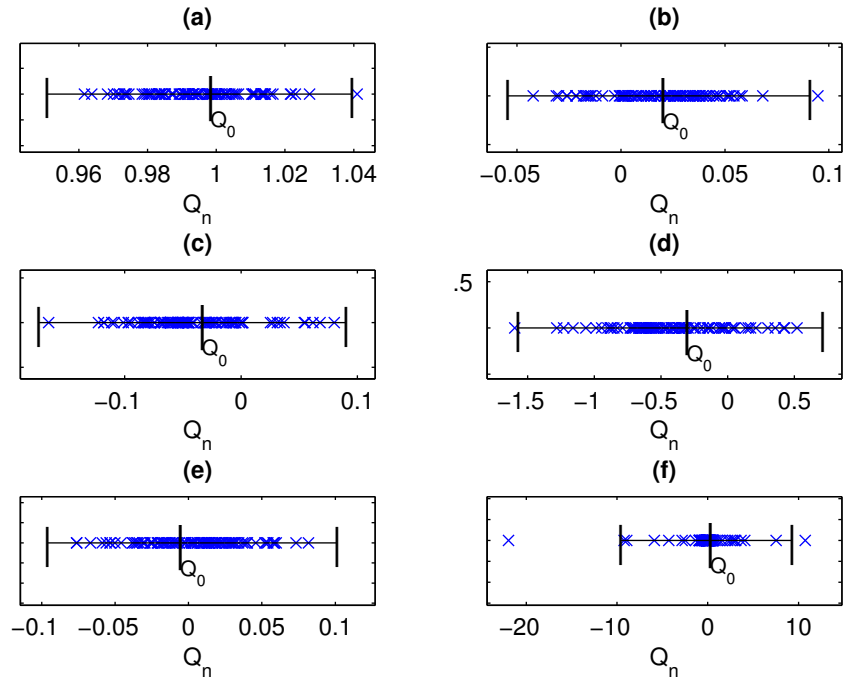 (a)
Q₀
0.96 0.98 1 1.02 1.04
Qₙ
(b)
Q₀
−0.05 0 0.05 0.1
Qₙ
(c)
Q₀
−0.1 0 0.1
Qₙ
(d)
.5
Q₀
−1.5 −1 −0.5 0 0.5
Qₙ
(e)
Q₀
−0.1 −0.05 0 0.05 0.1
Qₙ
(f)
Q₀
−20 −10 0 10
Qₙ